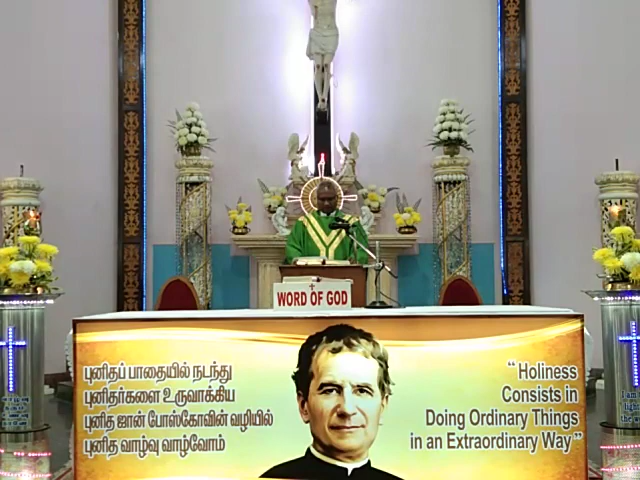 WORD OF GOD
புனிதப் பாதையில் நடந்து
புனிதர்களை உருவாக்கிய
புனித ஜான் போஸ்கோவின் வழியில்
புனித வாழ்வு வாழ்வோம்
“Holiness
Consists in
Doing Ordinary Things
in an Extraordinary Way”
I am